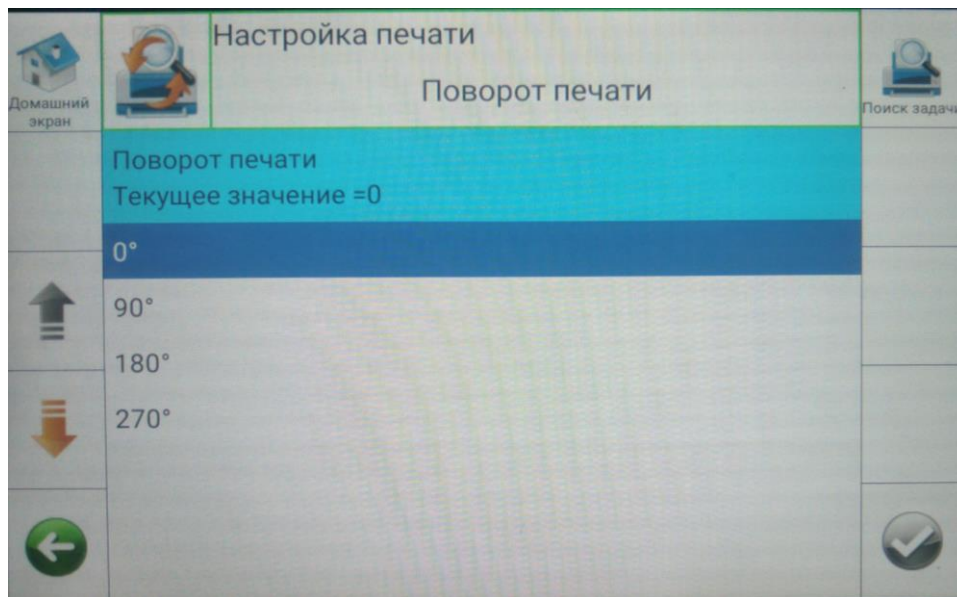 Настройка печати
Поворот печати
Домашний
экран
Поиск задачи
Поворот печати
Текущее значение =0
0°
90°
180°
270°